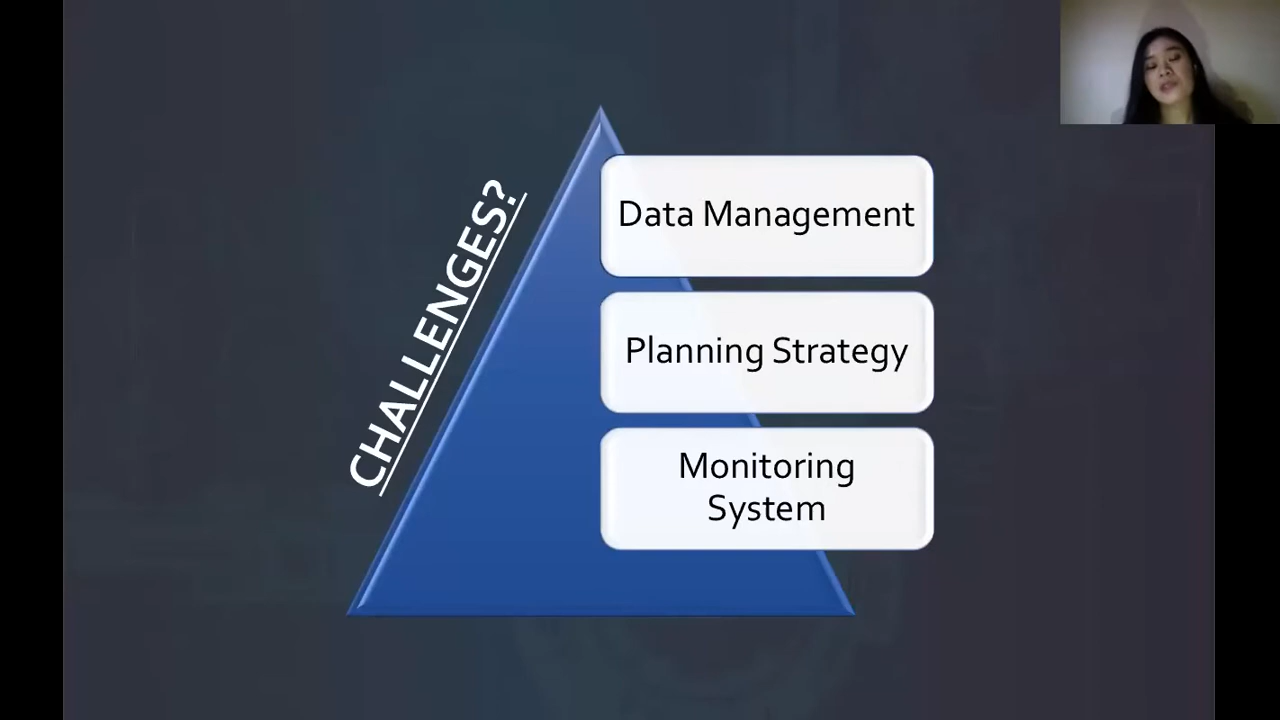 CHALLENGES?
Data Management
Planning Strategy
Monitoring
System